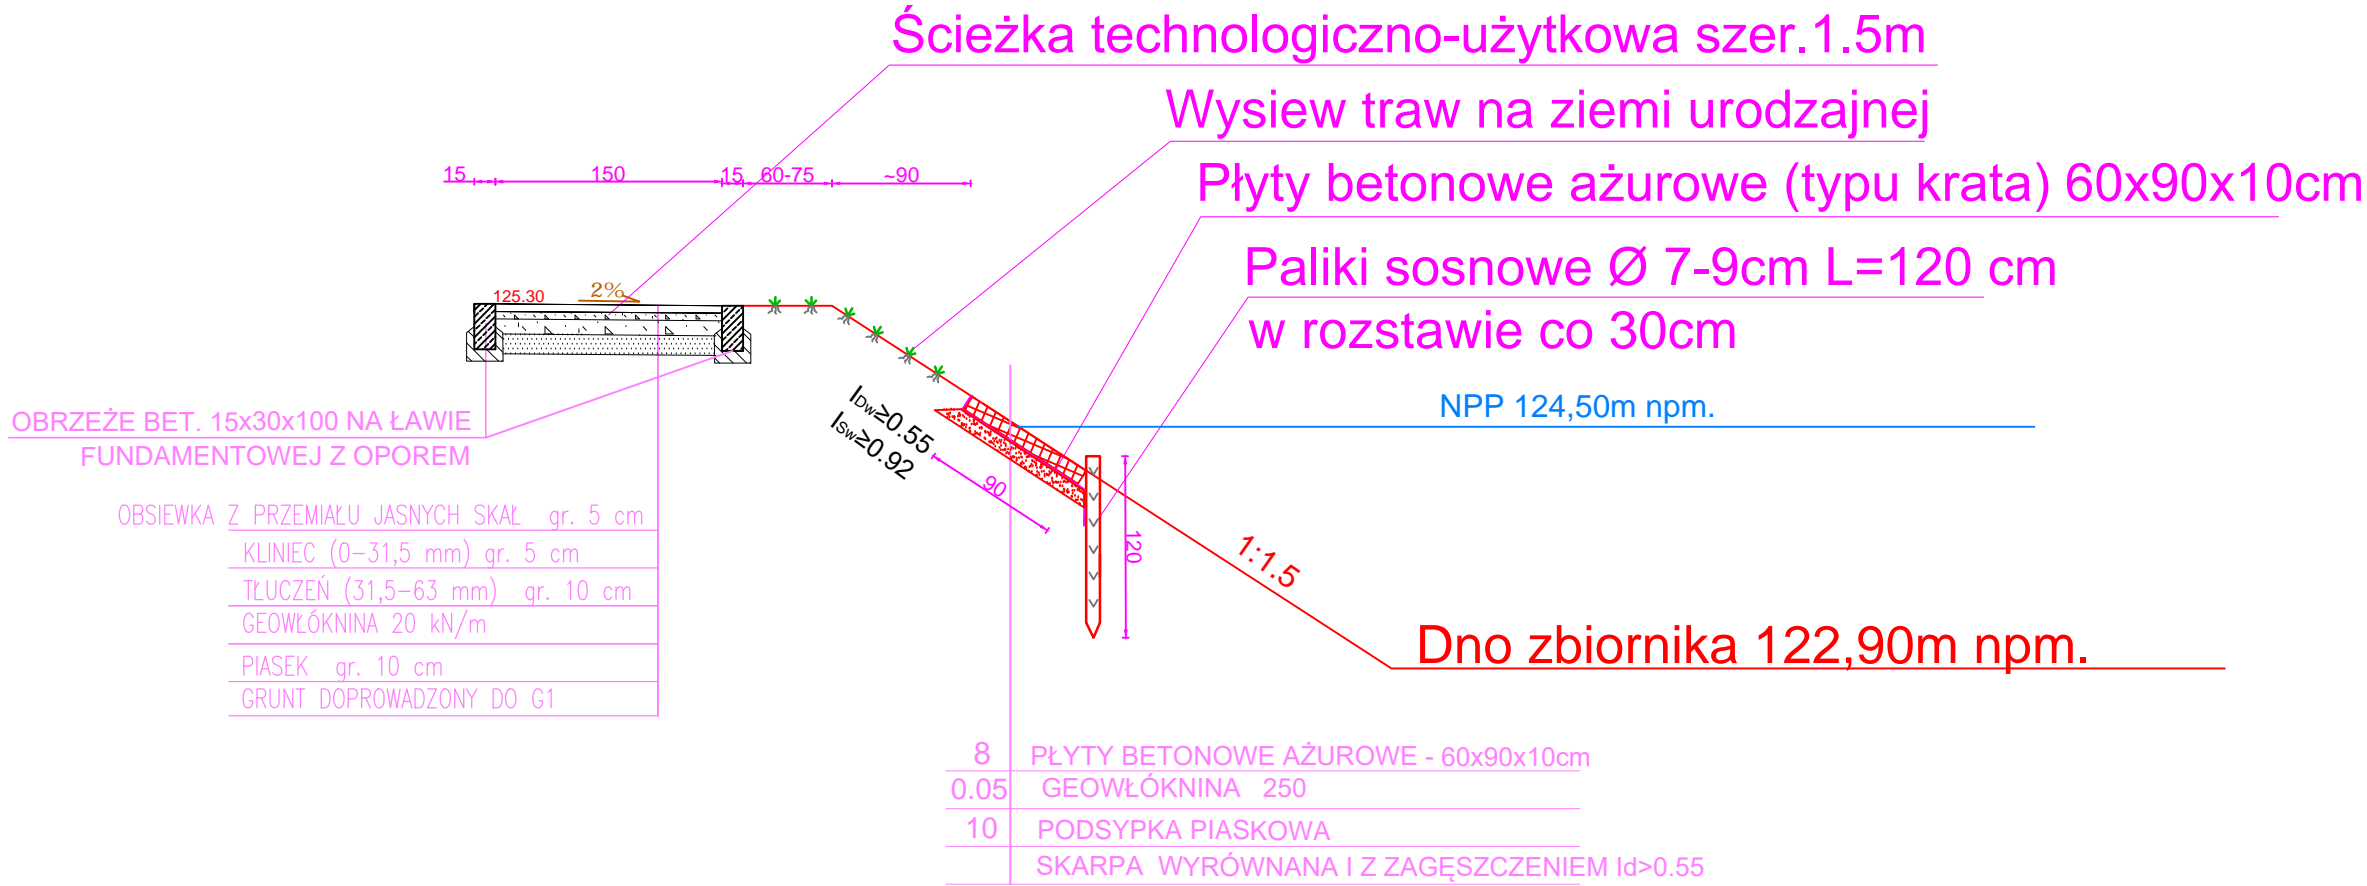 Ścieżka technologiczno-użytkowa szer.1.5m
Wysiew traw na ziemi urodzajnej
15 150 15 60-75 ~90
Płyty betonowe ażurowe (typu krata) 60x90x10cm
Paliki sosnowe Ø 7-9cm L=120 cm
w rozstawie co 30cm
125.30 2%
NPP 124,50m npm.
OBRZEŻE BET. 15x30x100 NA ŁAWIE
FUNDAMENTOWEJ Z OPOREM
IDw≥0.55
ISw≥0.92
90
120
1:1.5
OBSIEWKA Z PRZEMIAŁU JASNYCH SKAŁ gr. 5 cm
KLINIEC (0-31,5 mm) gr. 5 cm
TŁUCZEŃ (31,5-63 mm) gr. 10 cm
GEOWŁÓKNINA 20 kN/m
PIASEK gr. 10 cm
GRUNT DOPROWADZONY DO G1
Dno zbiornika 122,90m npm.
8 PŁYTY BETONOWE AŻUROWE - 60x90x10cm
0.05 GEOWŁÓKNINA 250
10 PODSYPKA PIASKOWA
SKARPA WYRÓWNANA I Z ZAGĘSZCZENIEM Id>0.55